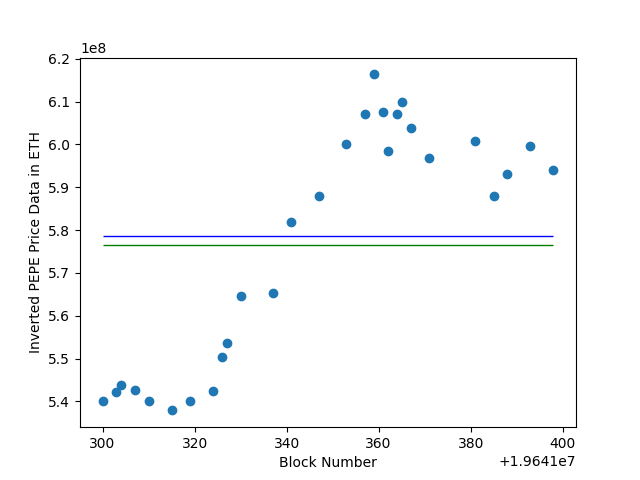 1e8
6.2
6.1
6.0
5.9
5.8
5.7
5.6
5.5
5.4
Inverted PEPE Price Data in ETH
300 320 340 360 380 400
Block Number
+1.9641e7